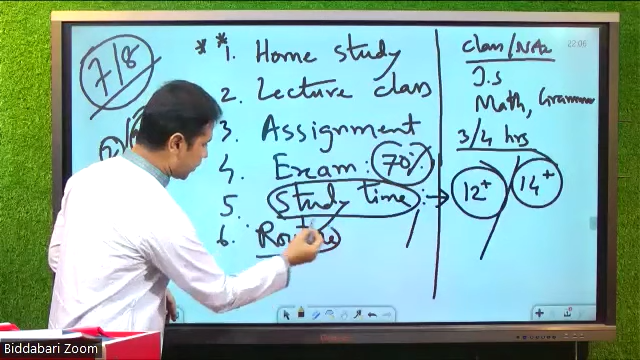 7/8
** 1. Home study
2. Lecture class
3. Assignment
4. Exam: 70%
5. Study time :→
6. Routine
Class/NAz
J.S
Math, Grammar
3/4 hrs
12+
14+
22:06
Biddabari Zoom